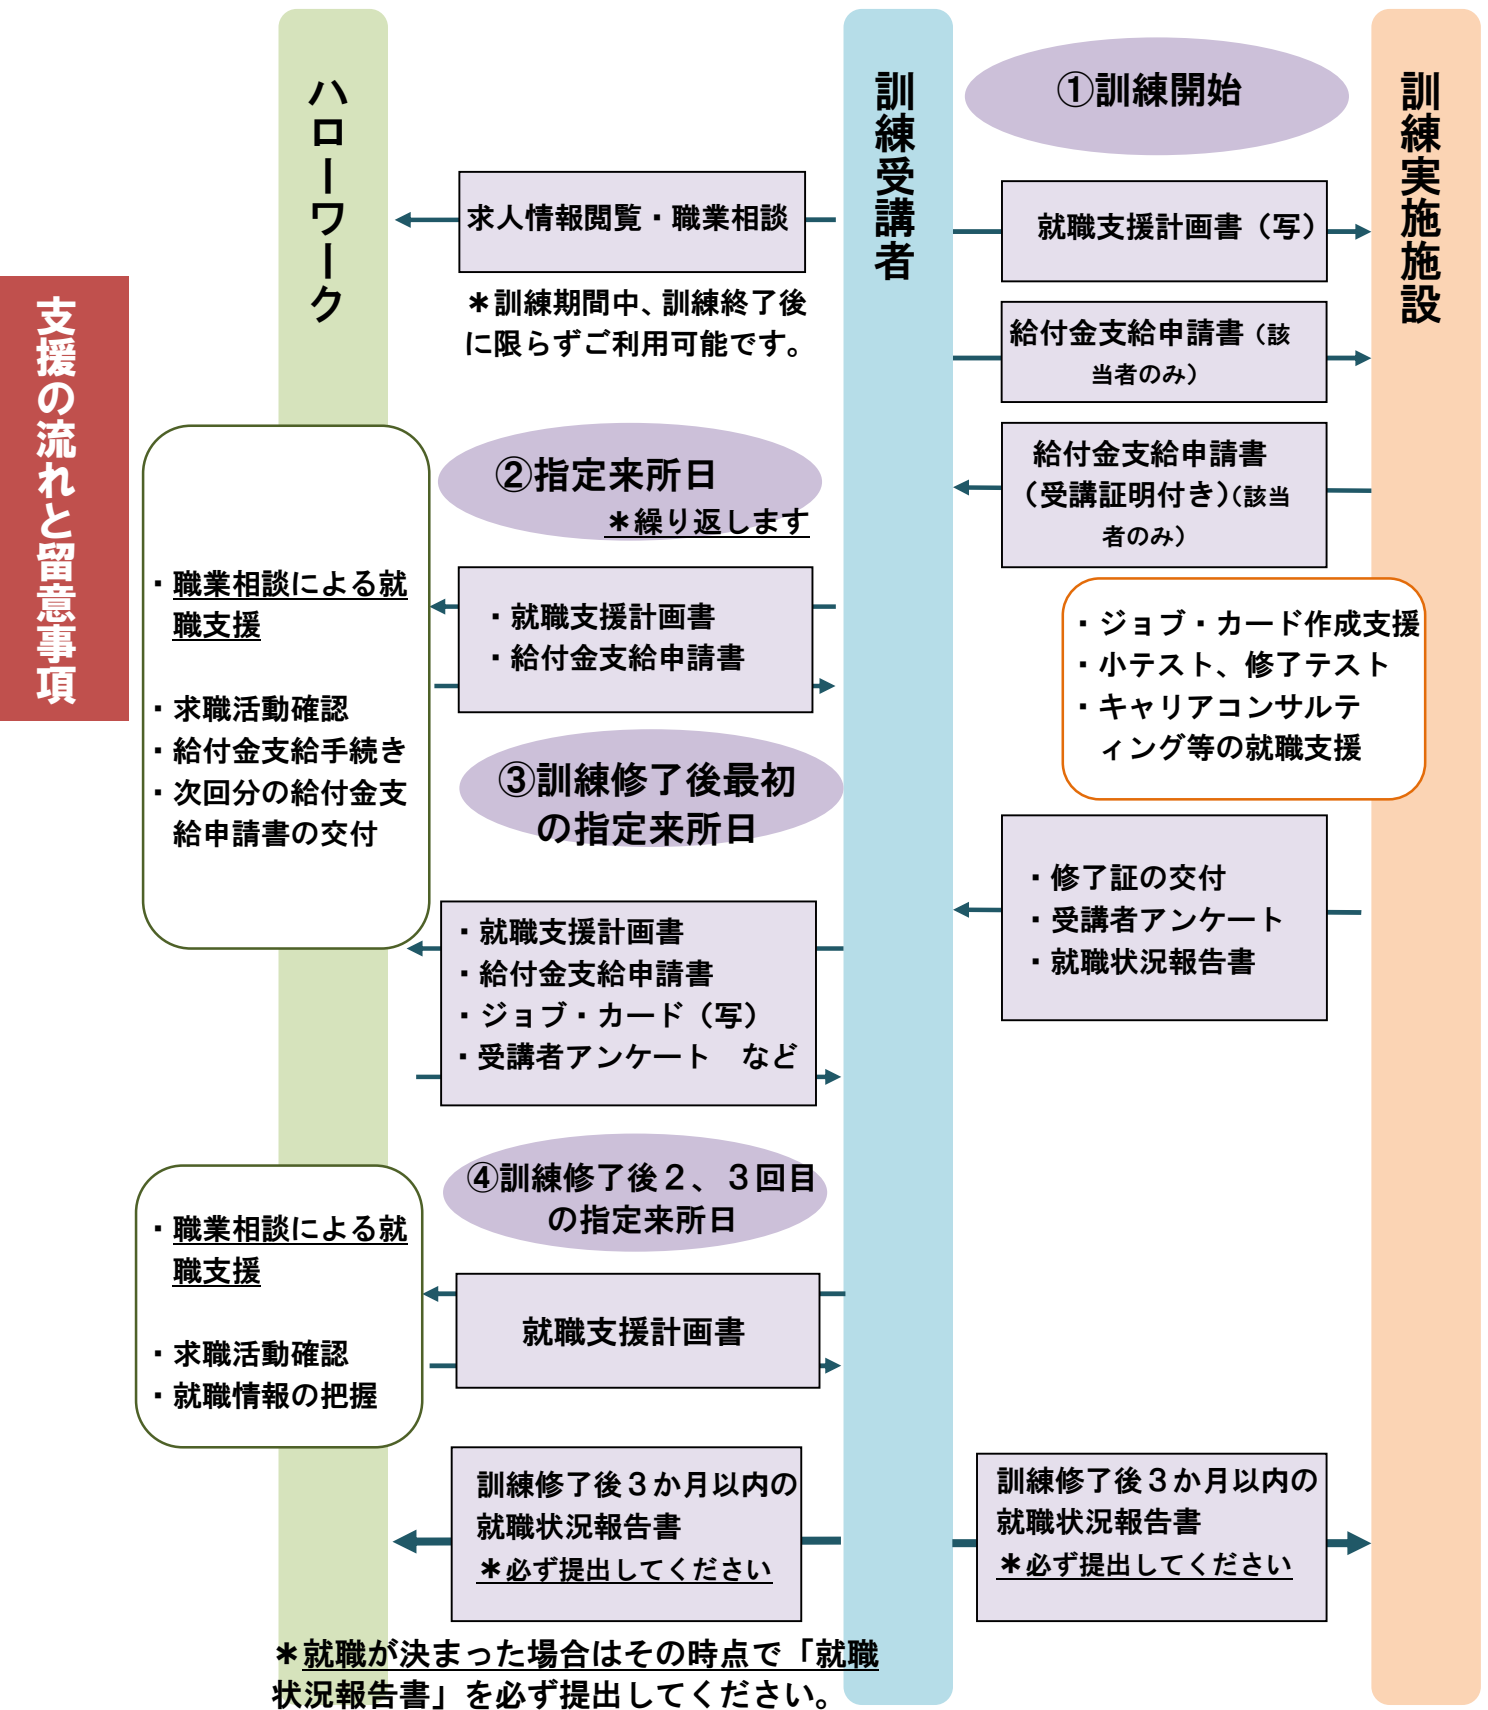 支援の流れと留意事項
ハローワーク
訓練受講者
訓練実施施設
①訓練開始
求人情報閲覧・職業相談
＊訓練期間中、訓練終了後
に限らずご利用可能です。
就職支援計画書（写）
給付金支給申請書（該
当者のみ）
給付金支給申請書
（受講証明付き）（該当
者のみ）
②指定来所日
＊繰り返します
・職業相談による就
職支援
・求職活動確認
・給付金支給手続き
・次回分の給付金支
給申請書の交付
・就職支援計画書
・給付金支給申請書
・ジョブ・カード作成支援
・小テスト、修了テスト
・キャリアコンサルテ
ィング等の就職支援
③訓練修了後最初
の指定来所日
・修了証の交付
・受講者アンケート
・就職状況報告書
・就職支援計画書
・給付金支給申請書
・ジョブ・カード（写）
・受講者アンケート　など
④訓練修了後２、３回目
の指定来所日
・職業相談による就
職支援
・求職活動確認
・就職情報の把握
就職支援計画書
訓練修了後３か月以内の
就職状況報告書
＊必ず提出してください
訓練修了後３か月以内の
就職状況報告書
＊必ず提出してください
＊就職が決まった場合はその時点で「就職
状況報告書」を必ず提出してください。